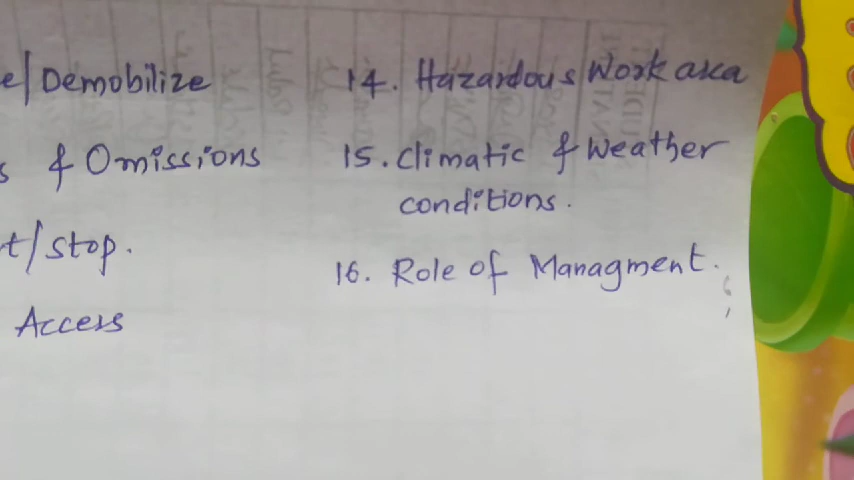 e/Demobilize
s & Omissions
t/stop.
Access
14. Hazardous Work area
15. Climatic & Weather
conditions.
16. Role of Managment.